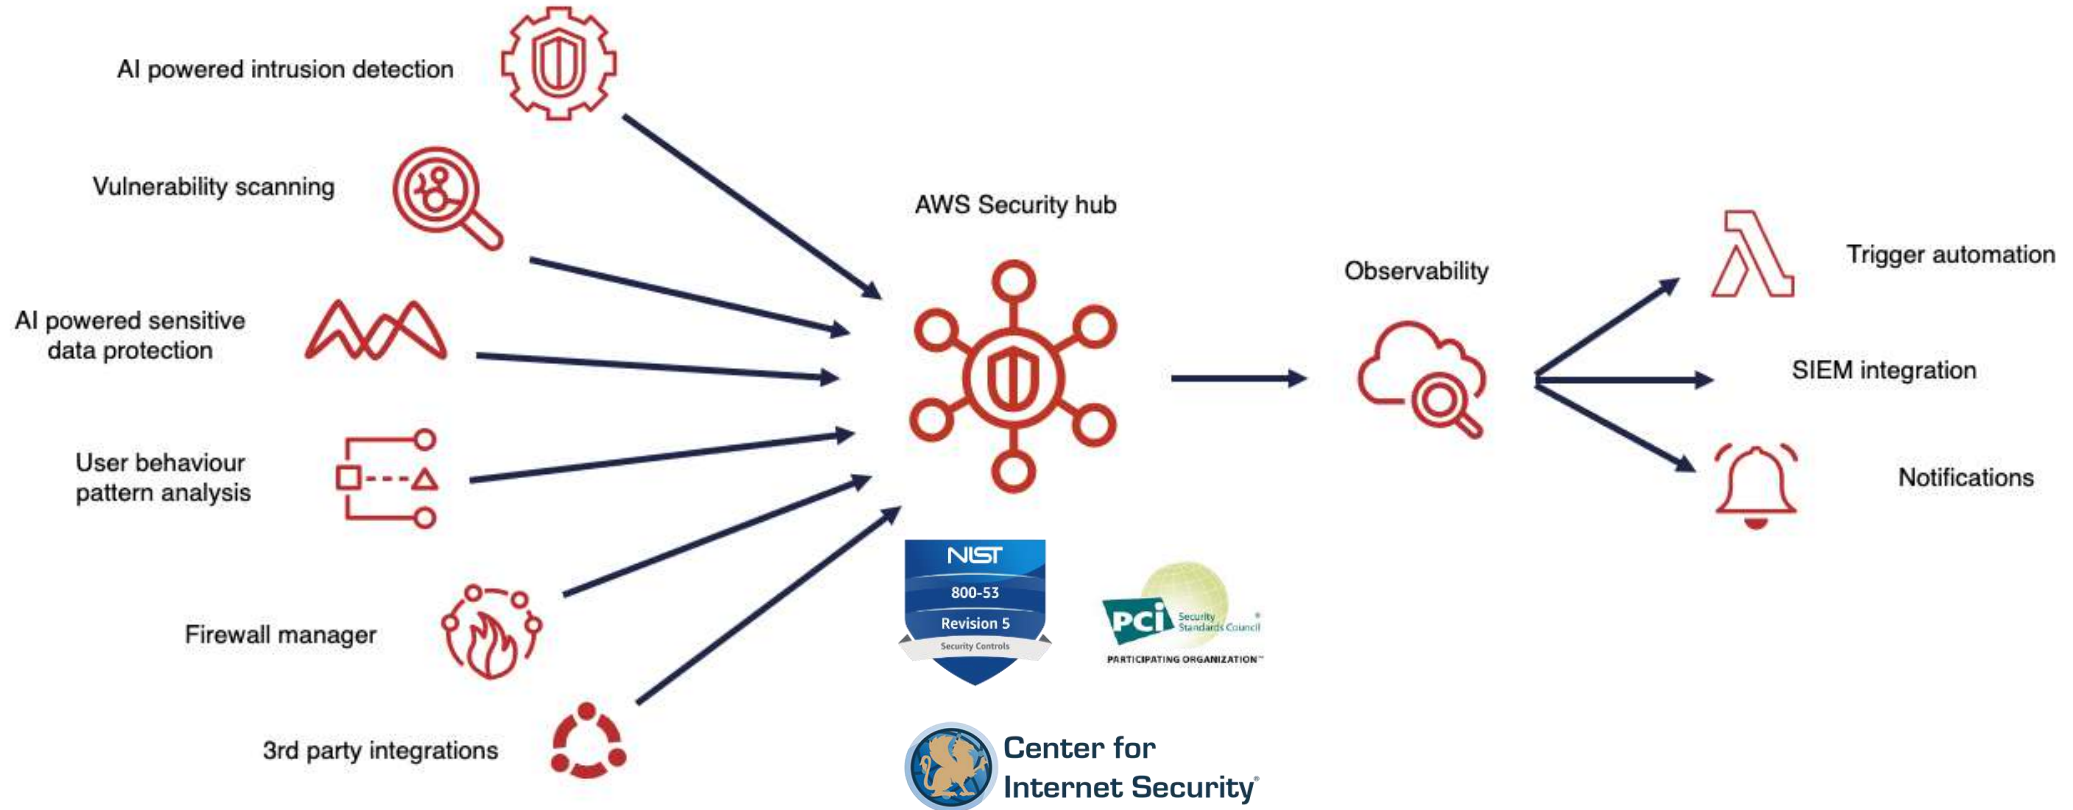 AI powered intrusion detection
Vulnerability scanning
AI powered sensitive
data protection
User behaviour
pattern analysis
Firewall manager
3rd party integrations
AWS Security hub
NIST
800-53
Revision 5
Security Controls
PCi
Security ®
Standards Council
PARTICIPATING ORGANIZATION™
Center for
Internet Security®
Observability
Trigger automation
SIEM integration
Notifications